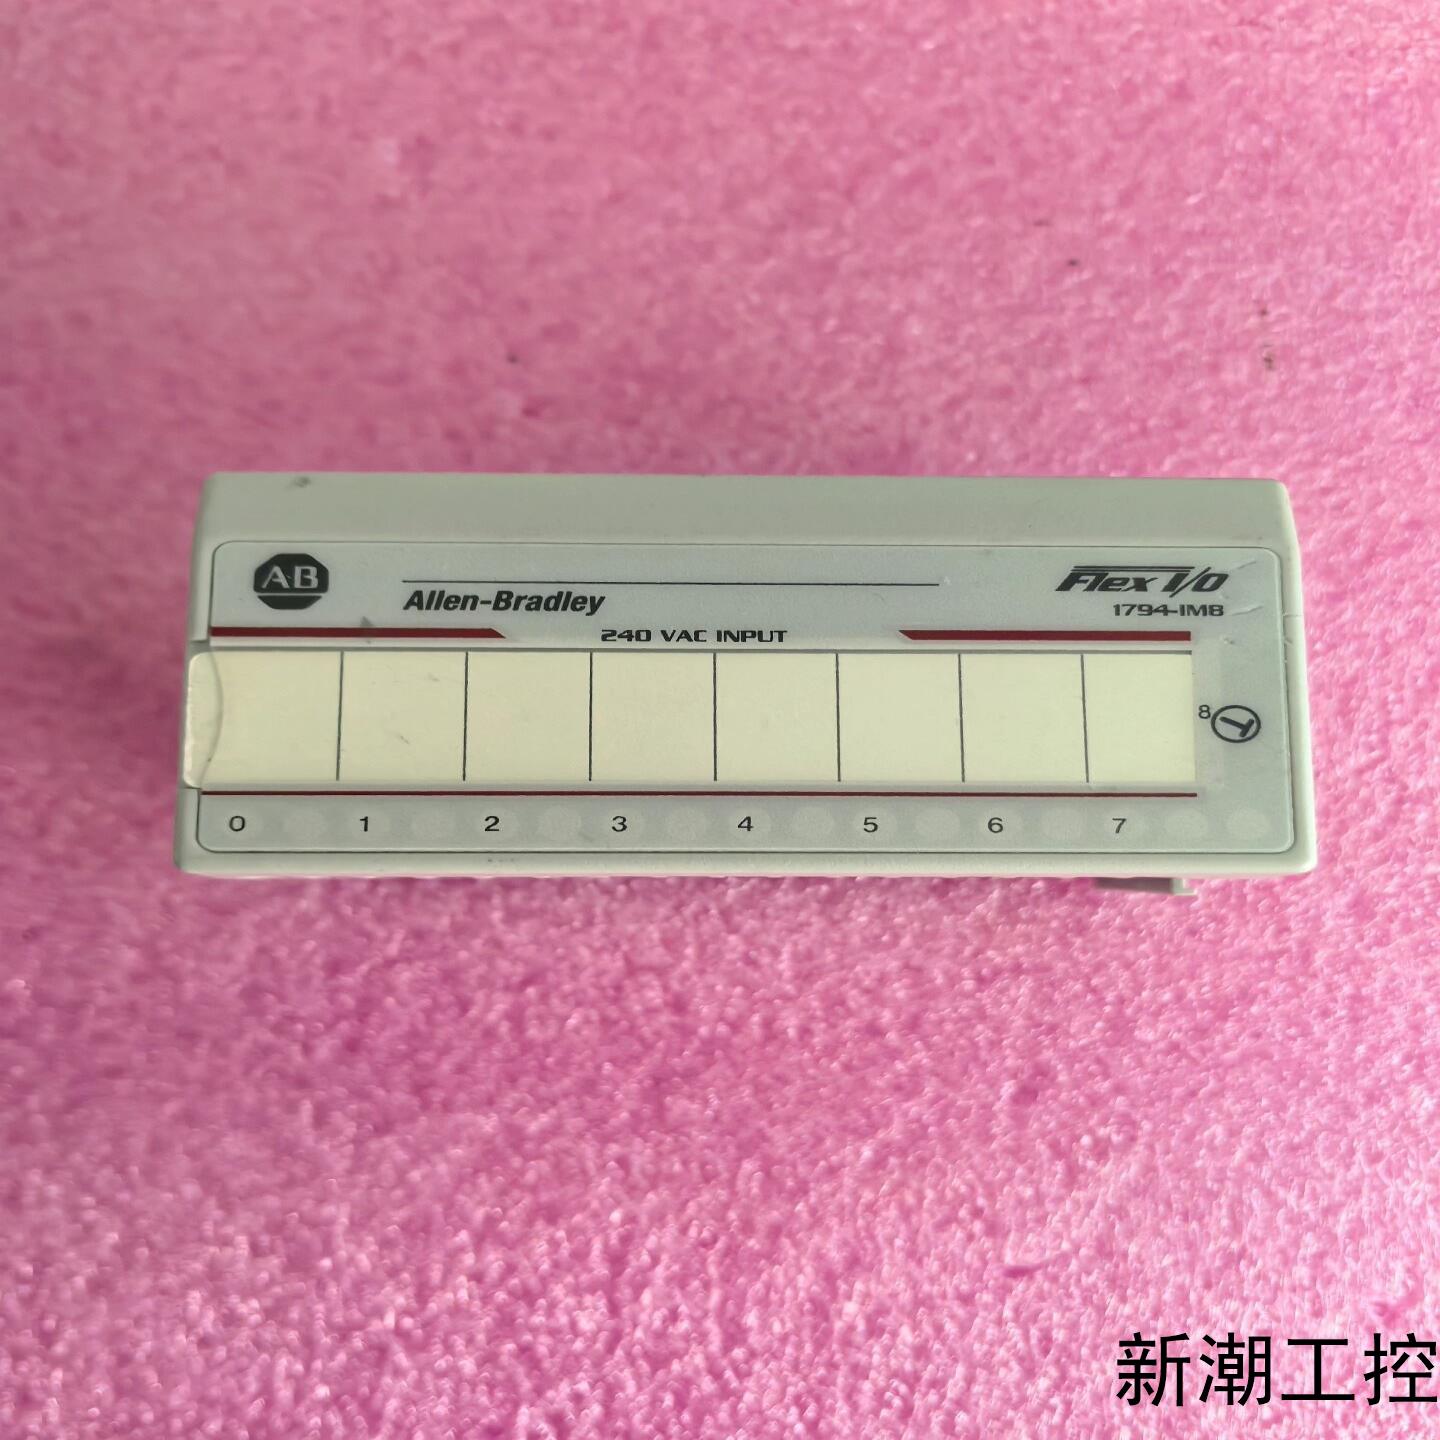 AB
Allen-Bradley
Flex I/O
1794-IM8
240 VAC INPUT
8
0 1 2 3 4 5 6 7
新潮工控